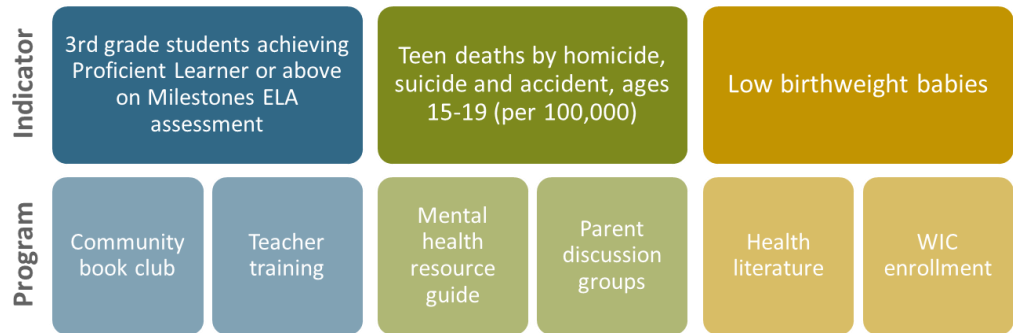 Indicator
3rd grade students achieving
Proficient Learner or above
on Milestones ELA
assessment
Teen deaths by homicide,
suicide and accident, ages
15-19 (per 100,000)
Low birthweight babies
Program
Community
book club
Teacher
training
Mental
health
resource
guide
Parent
discussion
groups
Health
literature
WIC
enrollment